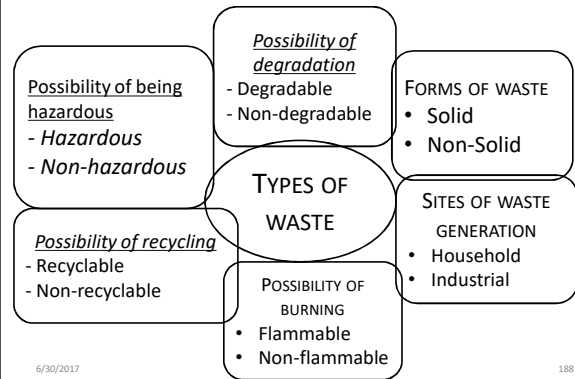 Possibility of
degradation
- Degradable
- Non-degradable
Possibility of being
hazardous
- Hazardous
- Non-hazardous
FORMS OF WASTE
• Solid
• Non-Solid
TYPES OF
WASTE
SITES OF WASTE
GENERATION
• Household
• Industrial
Possibility of recycling
- Recyclable
- Non-recyclable
POSSIBILITY OF
BURNING
• Flammable
• Non-flammable
6/30/2017
188